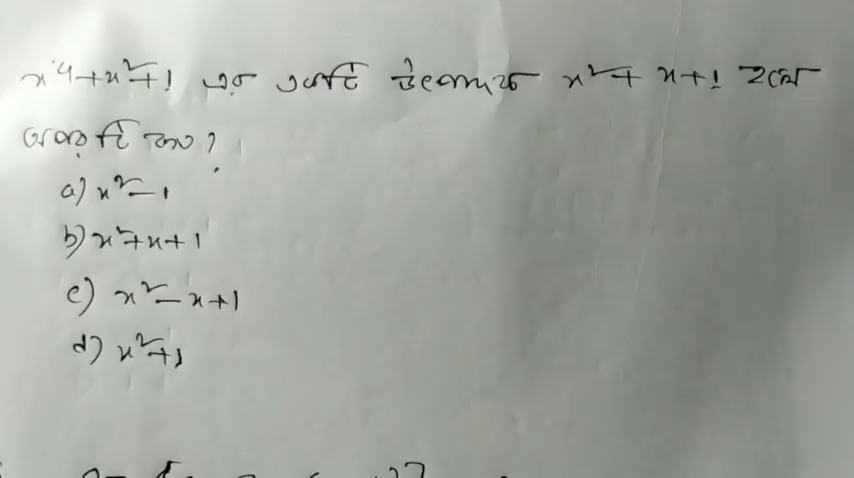 x⁴+x²+1 এর একটি উৎপাদক x²+x+1 হলে
অপরটি কত?
a) x²-1
b) x²+x+1
c) x²-x+1
d) x²+1